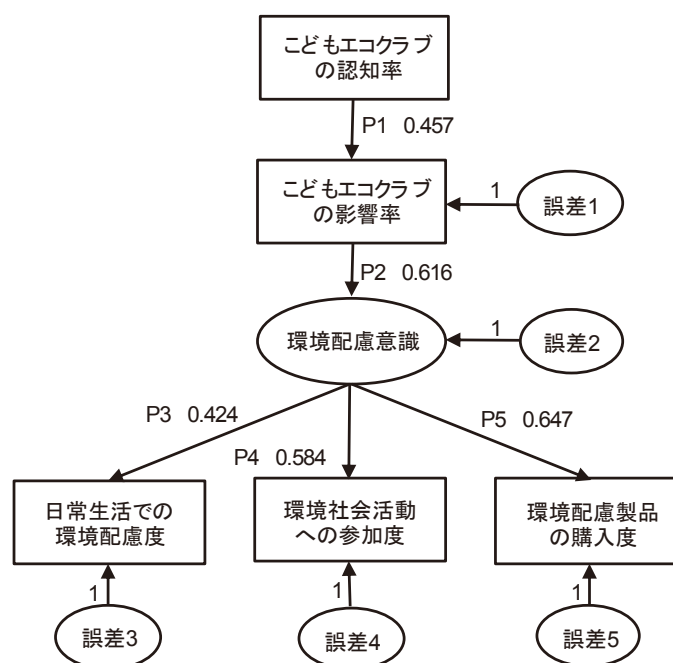 こどもエコクラブ
の認知率
P1 0.457
こどもエコクラブ
の影響率
1
誤差1
P2 0.616
環境配慮意識
1
誤差2
P3 0.424
P4 0.584
P5 0.647
日常生活での
環境配慮度
環境社会活動
への参加度
環境配慮製品
の購入度
1
1
1
誤差3
誤差4
誤差5